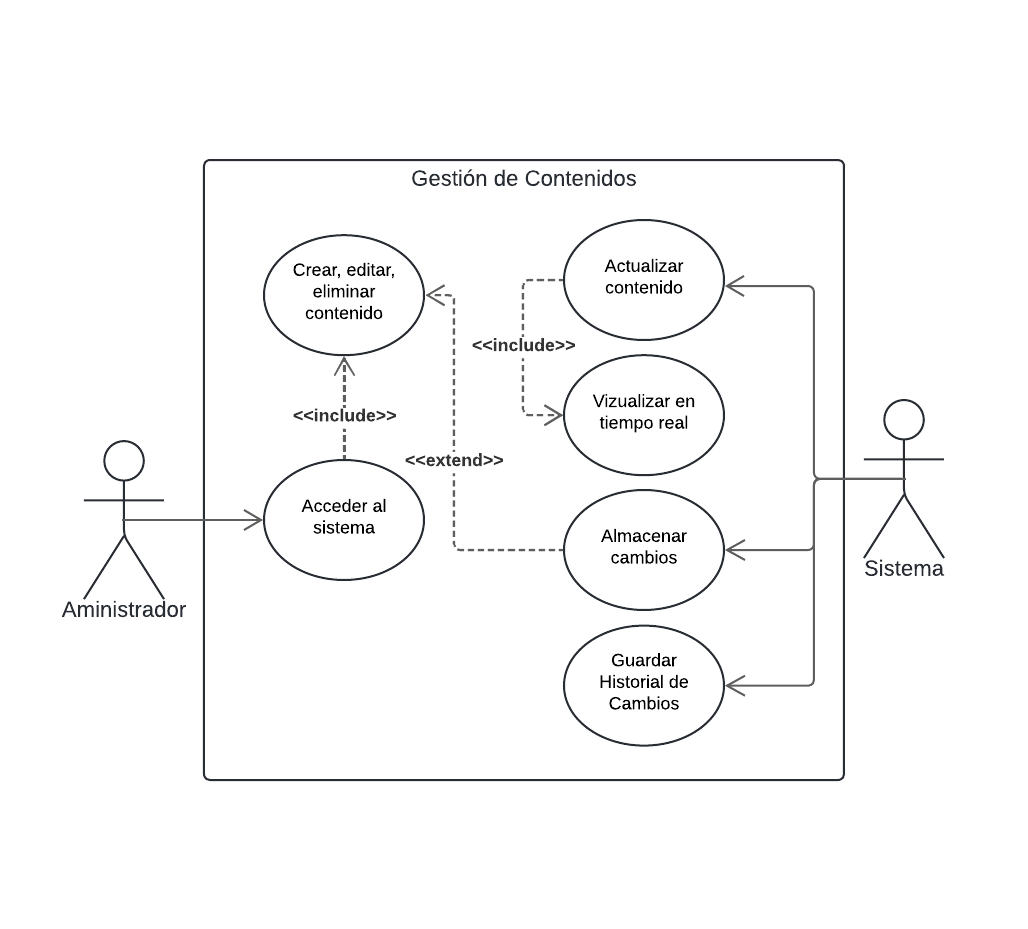 Gestión de Contenidos
Crear, editar,
eliminar
contenido
Actualizar
contenido
<<include>>
Vizualizar en
tiempo real
<<include>>
<<extend>>
Acceder al
sistema
Almacenar
cambios
Sistema
Aministrador
Guardar
Historial de
Cambios